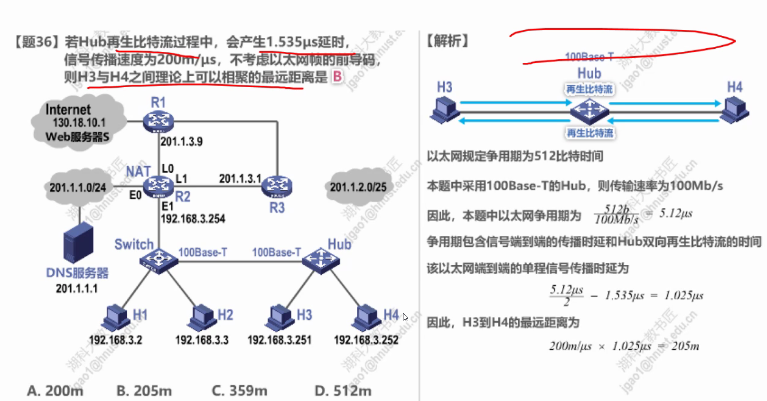 【题36】若Hub再生比特流过程中，会产生1.535μs延时，
信号传播速度为200m/μs，不考虑以太网帧的前导码，
则H3与H4之间理论上可以相聚的最远距离是 B
Internet
130.18.10.1
Web服务器S
R1
201.1.3.9
NAT
L0
L1
201.1.3.1
R3
201.1.2.0/25
201.1.1.0/24
E0
R2
E1
192.168.3.254
Switch
100Base-T
100Base-T
Hub
DNS服务器
201.1.1.1
H1
H2
H3
H4
192.168.3.2
192.168.3.3
192.168.3.251
192.168.3.252
A. 200m
B. 205m
C. 359m
D. 512m
【解析】
100Base-T
Hub
H3
H4
再生比特流
再生比特流
以太网规定争用期为512比特时间
本题中采用100Base-T的Hub，则传输速率为100Mb/s
因此，本题中以太网争用期为 512b/100Mb/s = 5.12μs
争用期包含信号端到端的传播时延和Hub双向再生比特流的时间
该以太网端到端的单程信号传播时延为
5.12μs/2 − 1.535μs = 1.025μs
因此，H3到H4的最远距离为
200m/μs × 1.025μs = 205m
湖科大教书匠
jgao1@hnust.edu.cn